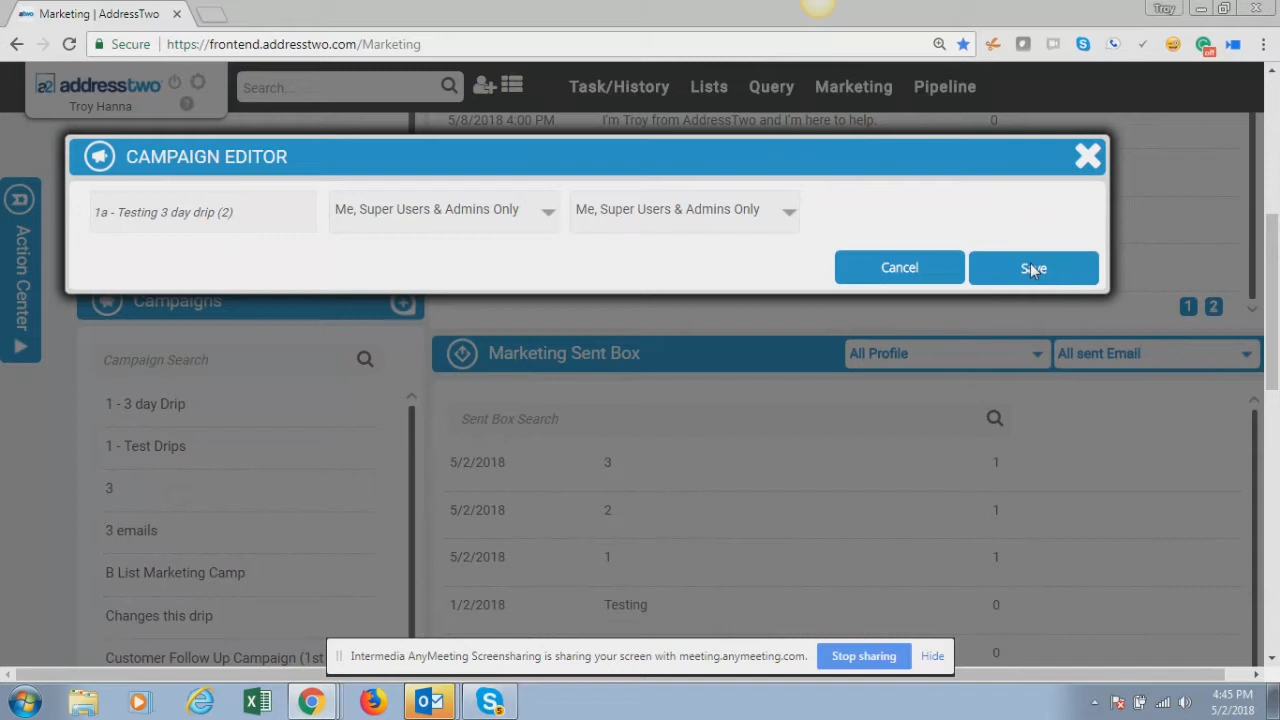 Marketing | AddressTwo
Troy
Secure https://frontend.addresstwo.com/Marketing
off
a2 addresstwo
Troy Hanna
Search...
Task/History Lists Query Marketing Pipeline
5/8/2018 4:00 PM I'm Troy from AddressTwo and I'm here to help. 0
CAMPAIGN EDITOR
1a - Testing 3 day drip (2) Me, Super Users & Admins Only Me, Super Users & Admins Only
Cancel Save
Action Center
Campaigns
1 2
Campaign Search
1 - 3 day Drip
1 - Test Drips
3
3 emails
B List Marketing Camp
Changes this drip
Customer Follow Up Campaign (1st
Marketing Sent Box All Profile All sent Email
Sent Box Search
5/2/2018 3 1
5/2/2018 2 1
5/2/2018 1 1
1/2/2018 Testing 0
0
Intermedia AnyMeeting Screensharing is sharing your screen with meeting.anymeeting.com. Stop sharing Hide
4:45 PM
5/2/2018